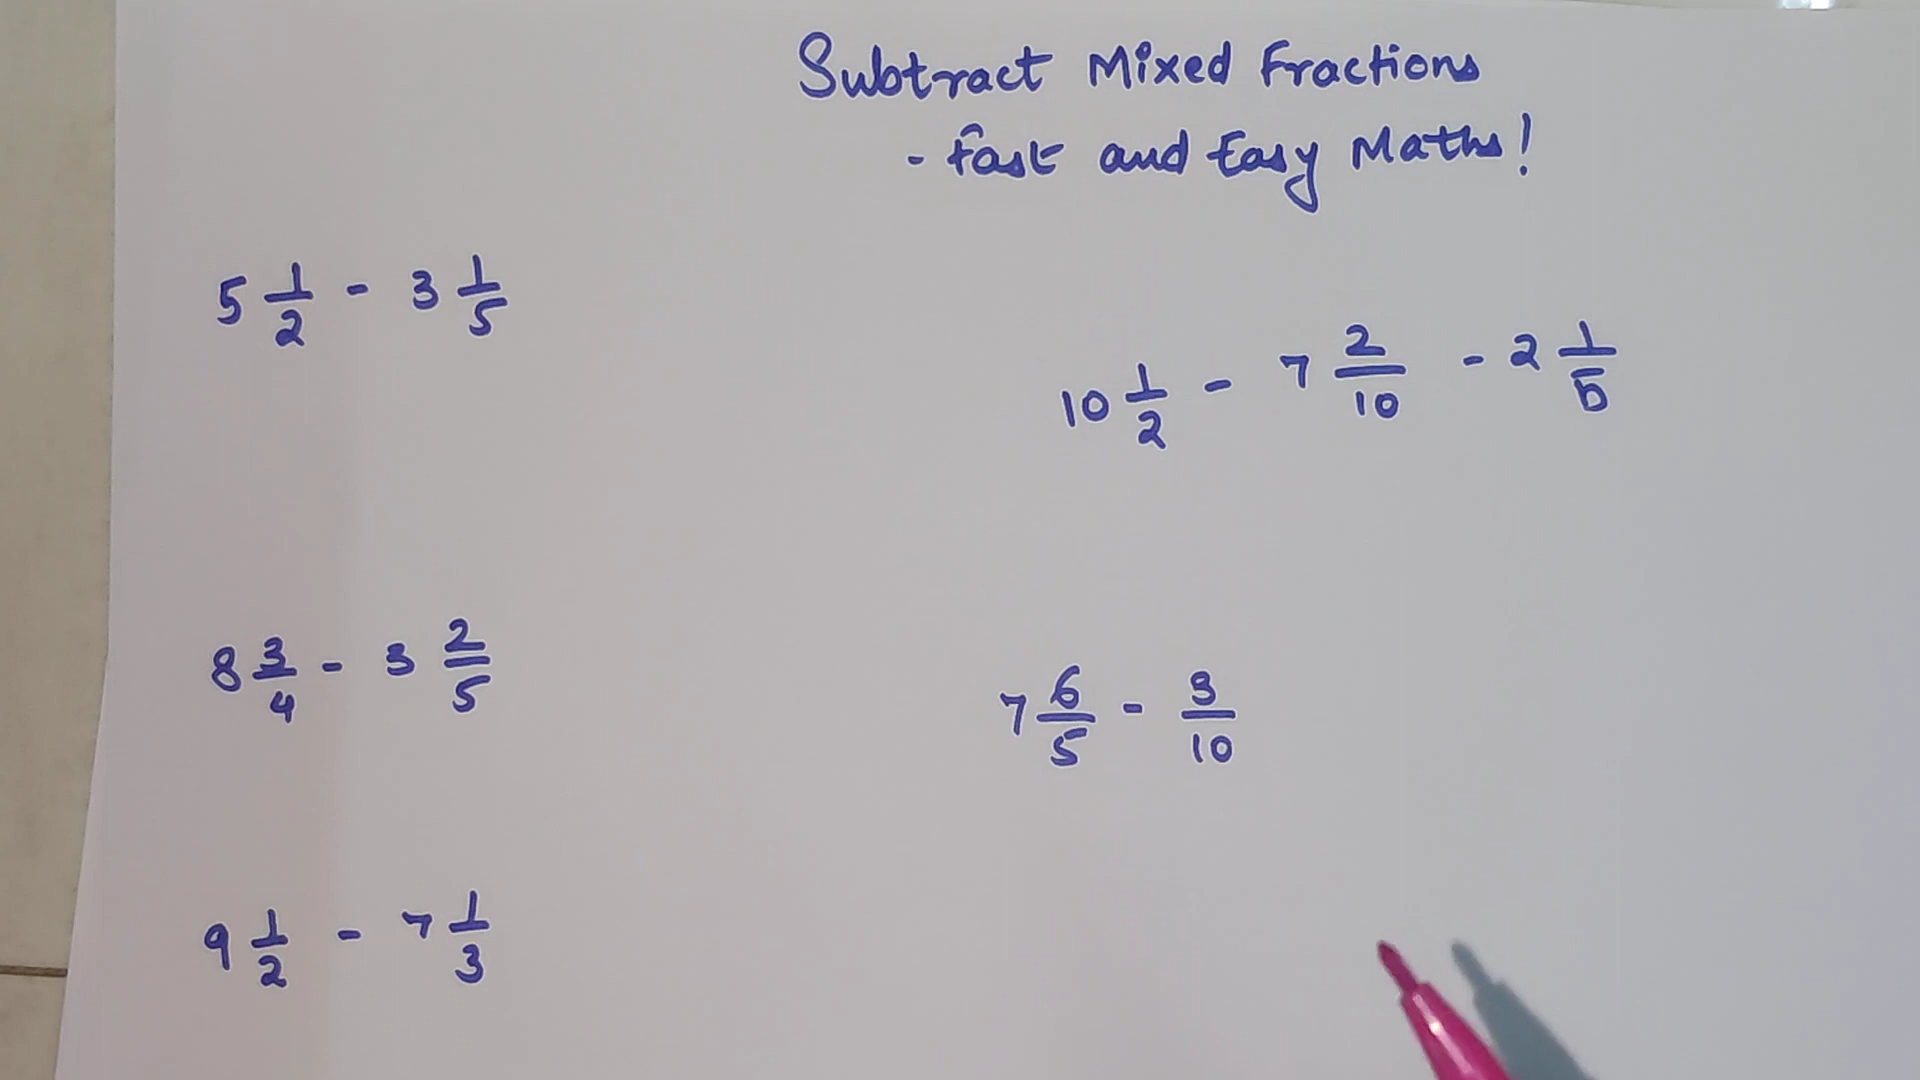 Subtract Mixed Fractions
- Fast and Easy Maths!
5 1/2 - 3 1/5
10 1/2 - 7 2/10 - 2 1/5
8 3/4 - 3 2/5
7 6/5 - 3/10
9 1/2 - 7 1/3